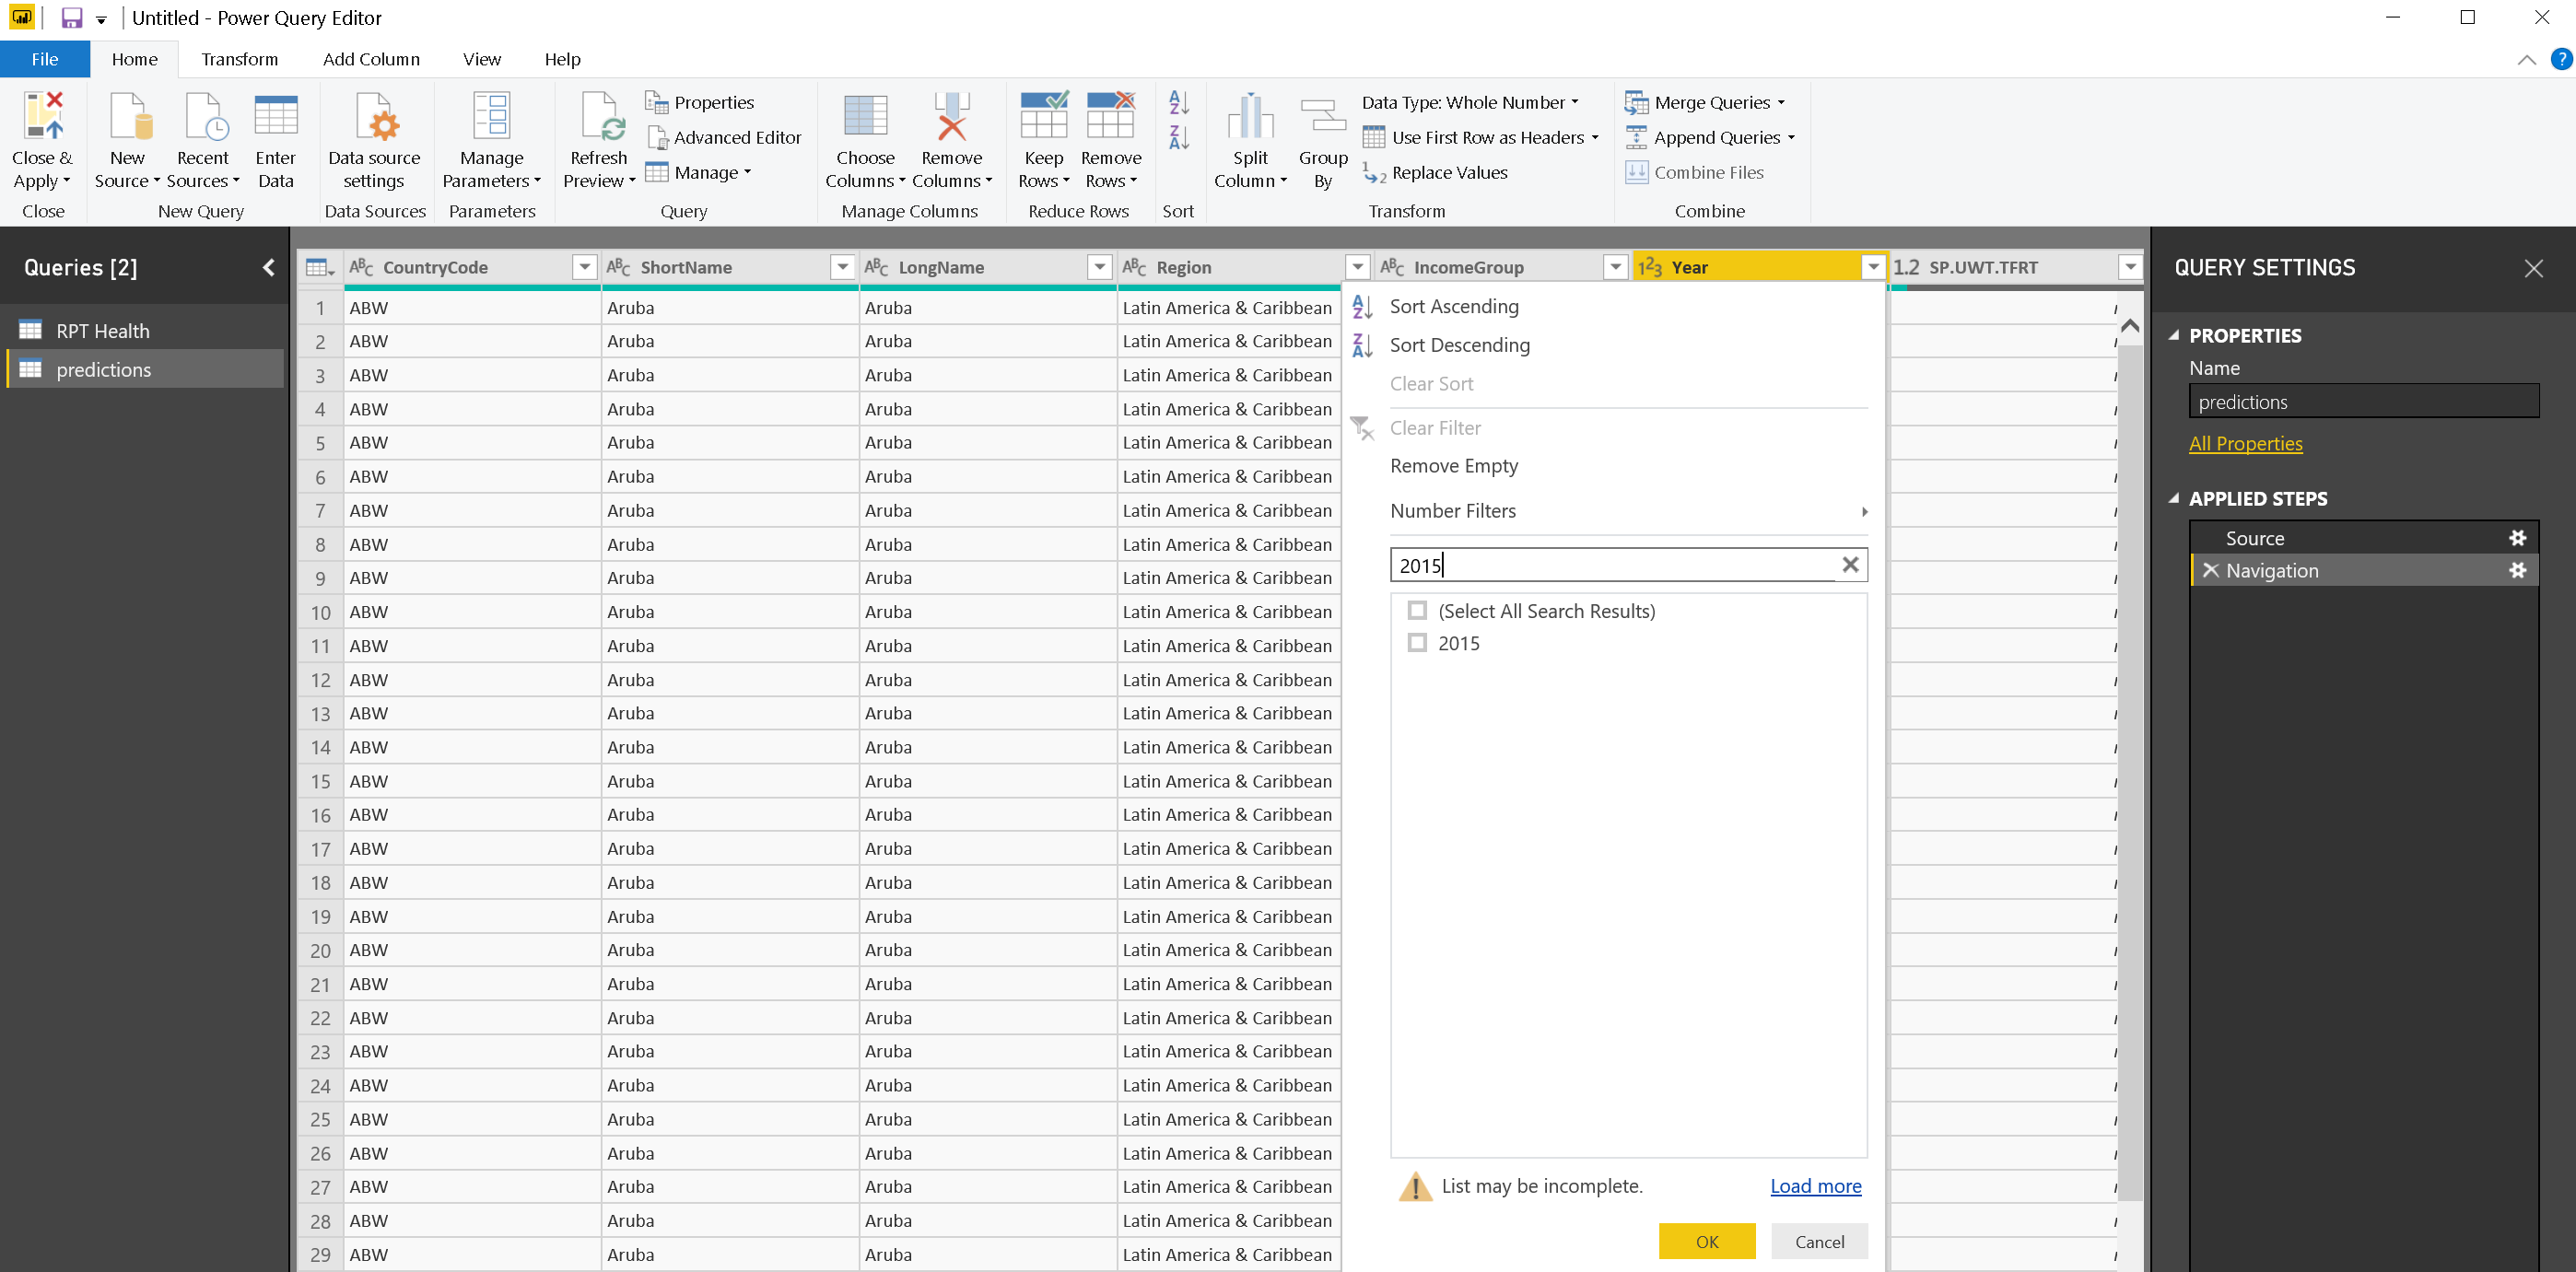 Untitled - Power Query Editor
File Home Transform Add Column View Help
Close & Apply
New Source
Recent Sources
Enter Data
Data source settings
Manage Parameters
Refresh Preview
Properties
Advanced Editor
Manage
Choose Columns
Remove Columns
Keep Rows
Remove Rows
Split Column
Group By
Data Type: Whole Number
Use First Row as Headers
Replace Values
Merge Queries
Append Queries
Combine Files
Close New Query Data Sources Parameters Query Manage Columns Reduce Rows Sort Transform Combine
Queries [2]
RPT Health
predictions
CountryCode ShortName LongName Region IncomeGroup Year SP.UWT.TFRT
1 ABW Aruba Aruba Latin America & Caribbean
2 ABW Aruba Aruba Latin America & Caribbean
3 ABW Aruba Aruba Latin America & Caribbean
4 ABW Aruba Aruba Latin America & Caribbean
5 ABW Aruba Aruba Latin America & Caribbean
6 ABW Aruba Aruba Latin America & Caribbean
7 ABW Aruba Aruba Latin America & Caribbean
8 ABW Aruba Aruba Latin America & Caribbean
9 ABW Aruba Aruba Latin America & Caribbean
10 ABW Aruba Aruba Latin America & Caribbean
11 ABW Aruba Aruba Latin America & Caribbean
12 ABW Aruba Aruba Latin America & Caribbean
13 ABW Aruba Aruba Latin America & Caribbean
14 ABW Aruba Aruba Latin America & Caribbean
15 ABW Aruba Aruba Latin America & Caribbean
16 ABW Aruba Aruba Latin America & Caribbean
17 ABW Aruba Aruba Latin America & Caribbean
18 ABW Aruba Aruba Latin America & Caribbean
19 ABW Aruba Aruba Latin America & Caribbean
20 ABW Aruba Aruba Latin America & Caribbean
21 ABW Aruba Aruba Latin America & Caribbean
22 ABW Aruba Aruba Latin America & Caribbean
23 ABW Aruba Aruba Latin America & Caribbean
24 ABW Aruba Aruba Latin America & Caribbean
25 ABW Aruba Aruba Latin America & Caribbean
26 ABW Aruba Aruba Latin America & Caribbean
27 ABW Aruba Aruba Latin America & Caribbean
28 ABW Aruba Aruba Latin America & Caribbean
29 ABW Aruba Aruba Latin America & Caribbean
Sort Ascending
Sort Descending
Clear Sort
Clear Filter
Remove Empty
Number Filters
2015
(Select All Search Results)
2015
List may be incomplete. Load more
OK Cancel
QUERY SETTINGS
PROPERTIES
Name
predictions
All Properties
APPLIED STEPS
Source
Navigation